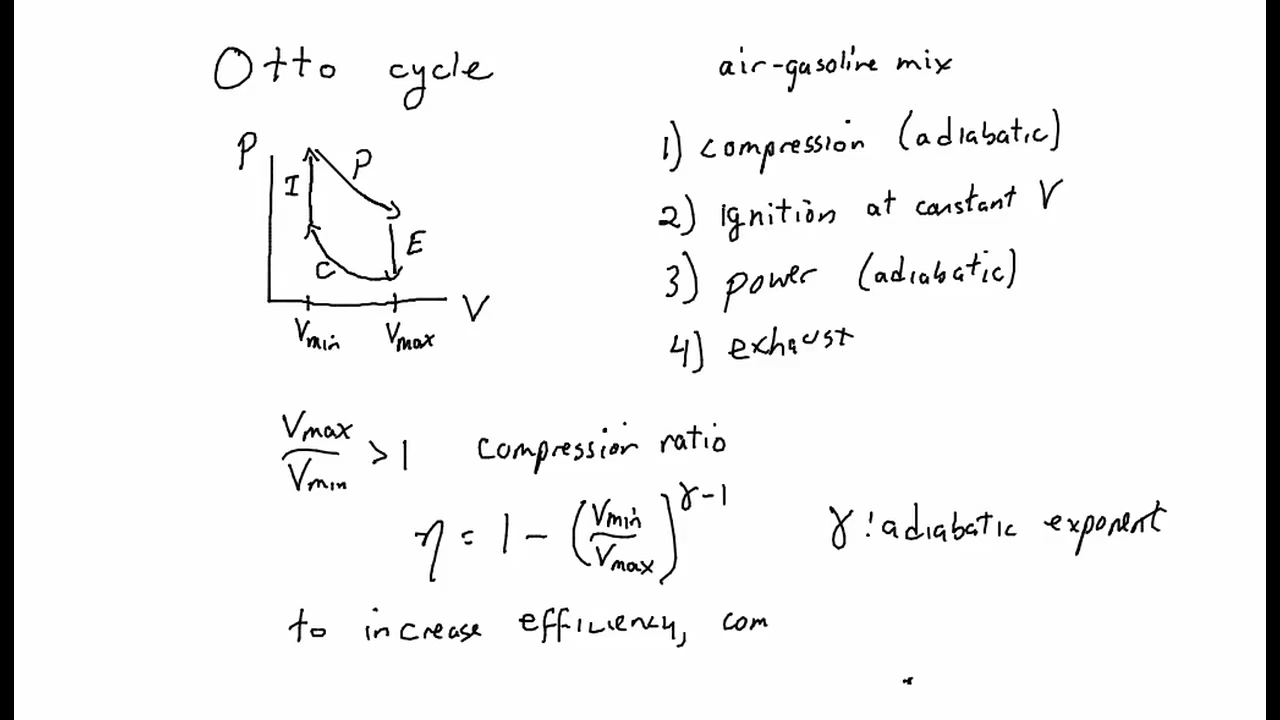 Otto cycle
air-gasoline mix
P
I
P
E
C
V
Vmin Vmax
1) compression (adiabatic)
2) ignition at constant V
3) power (adiabatic)
4) exhaust
Vmax/Vmin > 1 compression ratio
η = 1 - (Vmin/Vmax)^γ-1
γ: adiabatic exponent
to increase efficiency, com